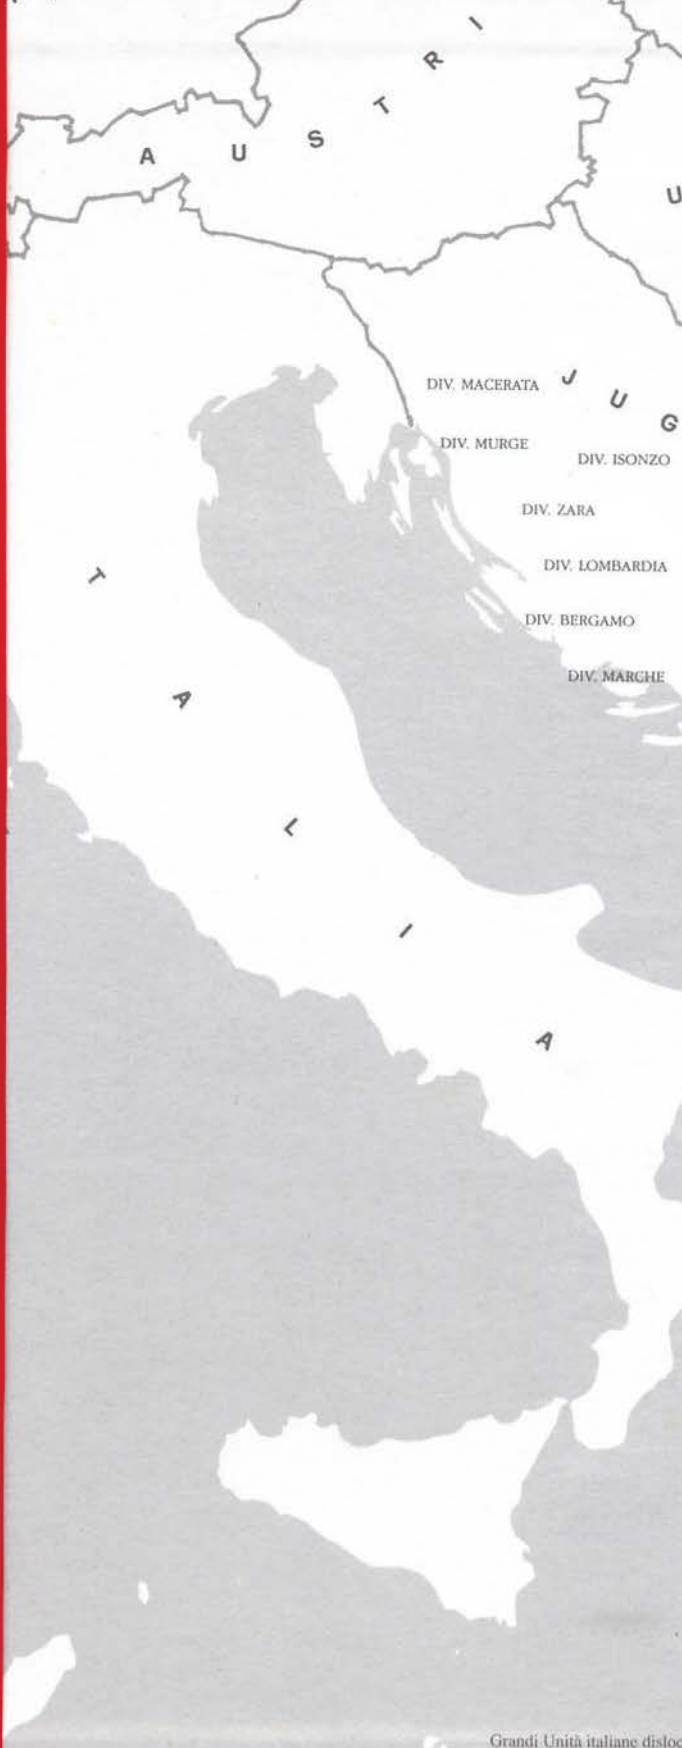 A U S T R I
U
J U G
DIV. MACERATA
DIV. MURGE
DIV. ISONZO
DIV. ZARA
DIV. LOMBARDIA
DIV. BERGAMO
DIV. MARCHE
T A L I A
Grandi Unità italiane disloc